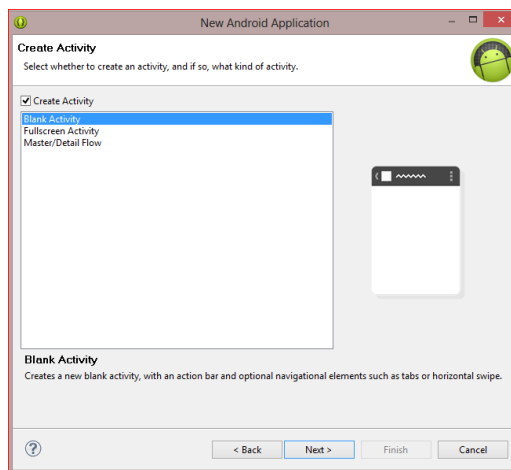 New Android Application
Create Activity
Select whether to create an activity, and if so, what kind of activity.
Create Activity
Blank Activity
Fullscreen Activity
Master/Detail Flow
Blank Activity
Creates a new blank activity, with an action bar and optional navigational elements such as tabs or horizontal swipe.
< Back Next > Finish Cancel